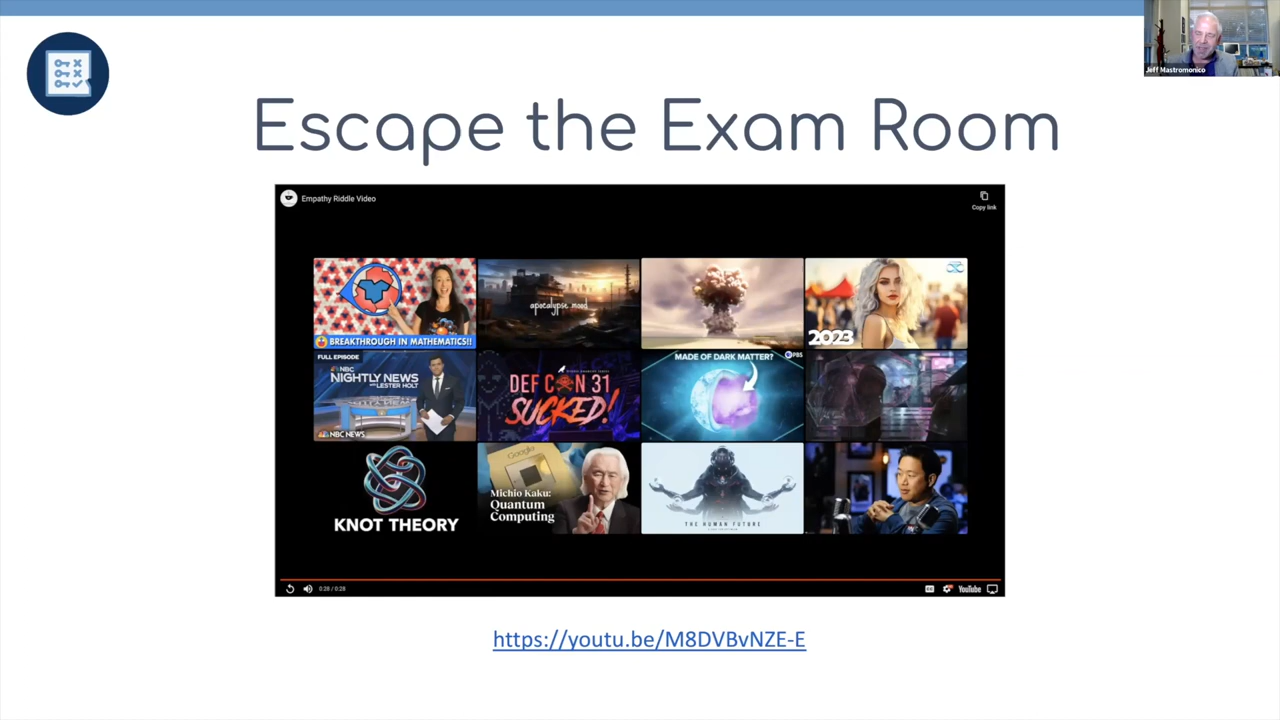 Jeff Mastromonico
Escape the Exam Room
Empathy Riddle Video
Copy link
BREAKTHROUGH IN MATHEMATICS!!
apocalypse mood
2023
FULL EPISODE
NBC
NIGHTLY NEWS
WITH LESTER HOLT
NBC NEWS
DEF CON 31
SUCKED!
MADE OF DARK MATTER?
PBS
KNOT THEORY
Google
Michio Kaku:
Quantum
Computing
THE HUMAN FUTURE
0:28 / 0:28
CC
YouTube
https://youtu.be/M8DVBvNZE-E